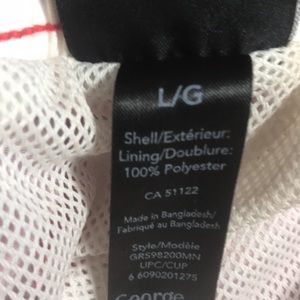 L/G
Shell/Extérieur:
Lining/Doublure:
100% Polyester
CA 51122
Made in Bangladesh/
Fabriqué au Bangladesh
Style/Modèle
GRS98200MN
UPC/CUP
6 6090201275
George